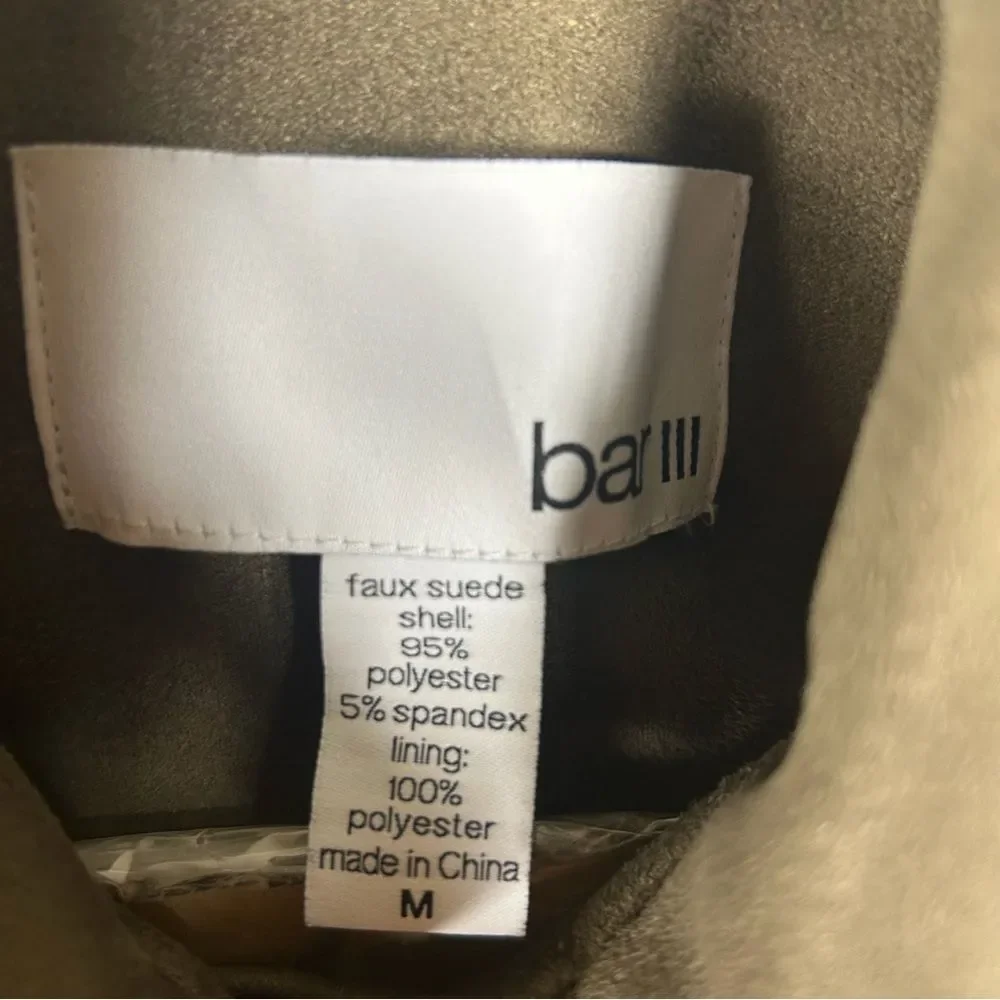 bar III
faux suede
shell:
95%
polyester
5% spandex
lining:
100%
polyester
made in China
M